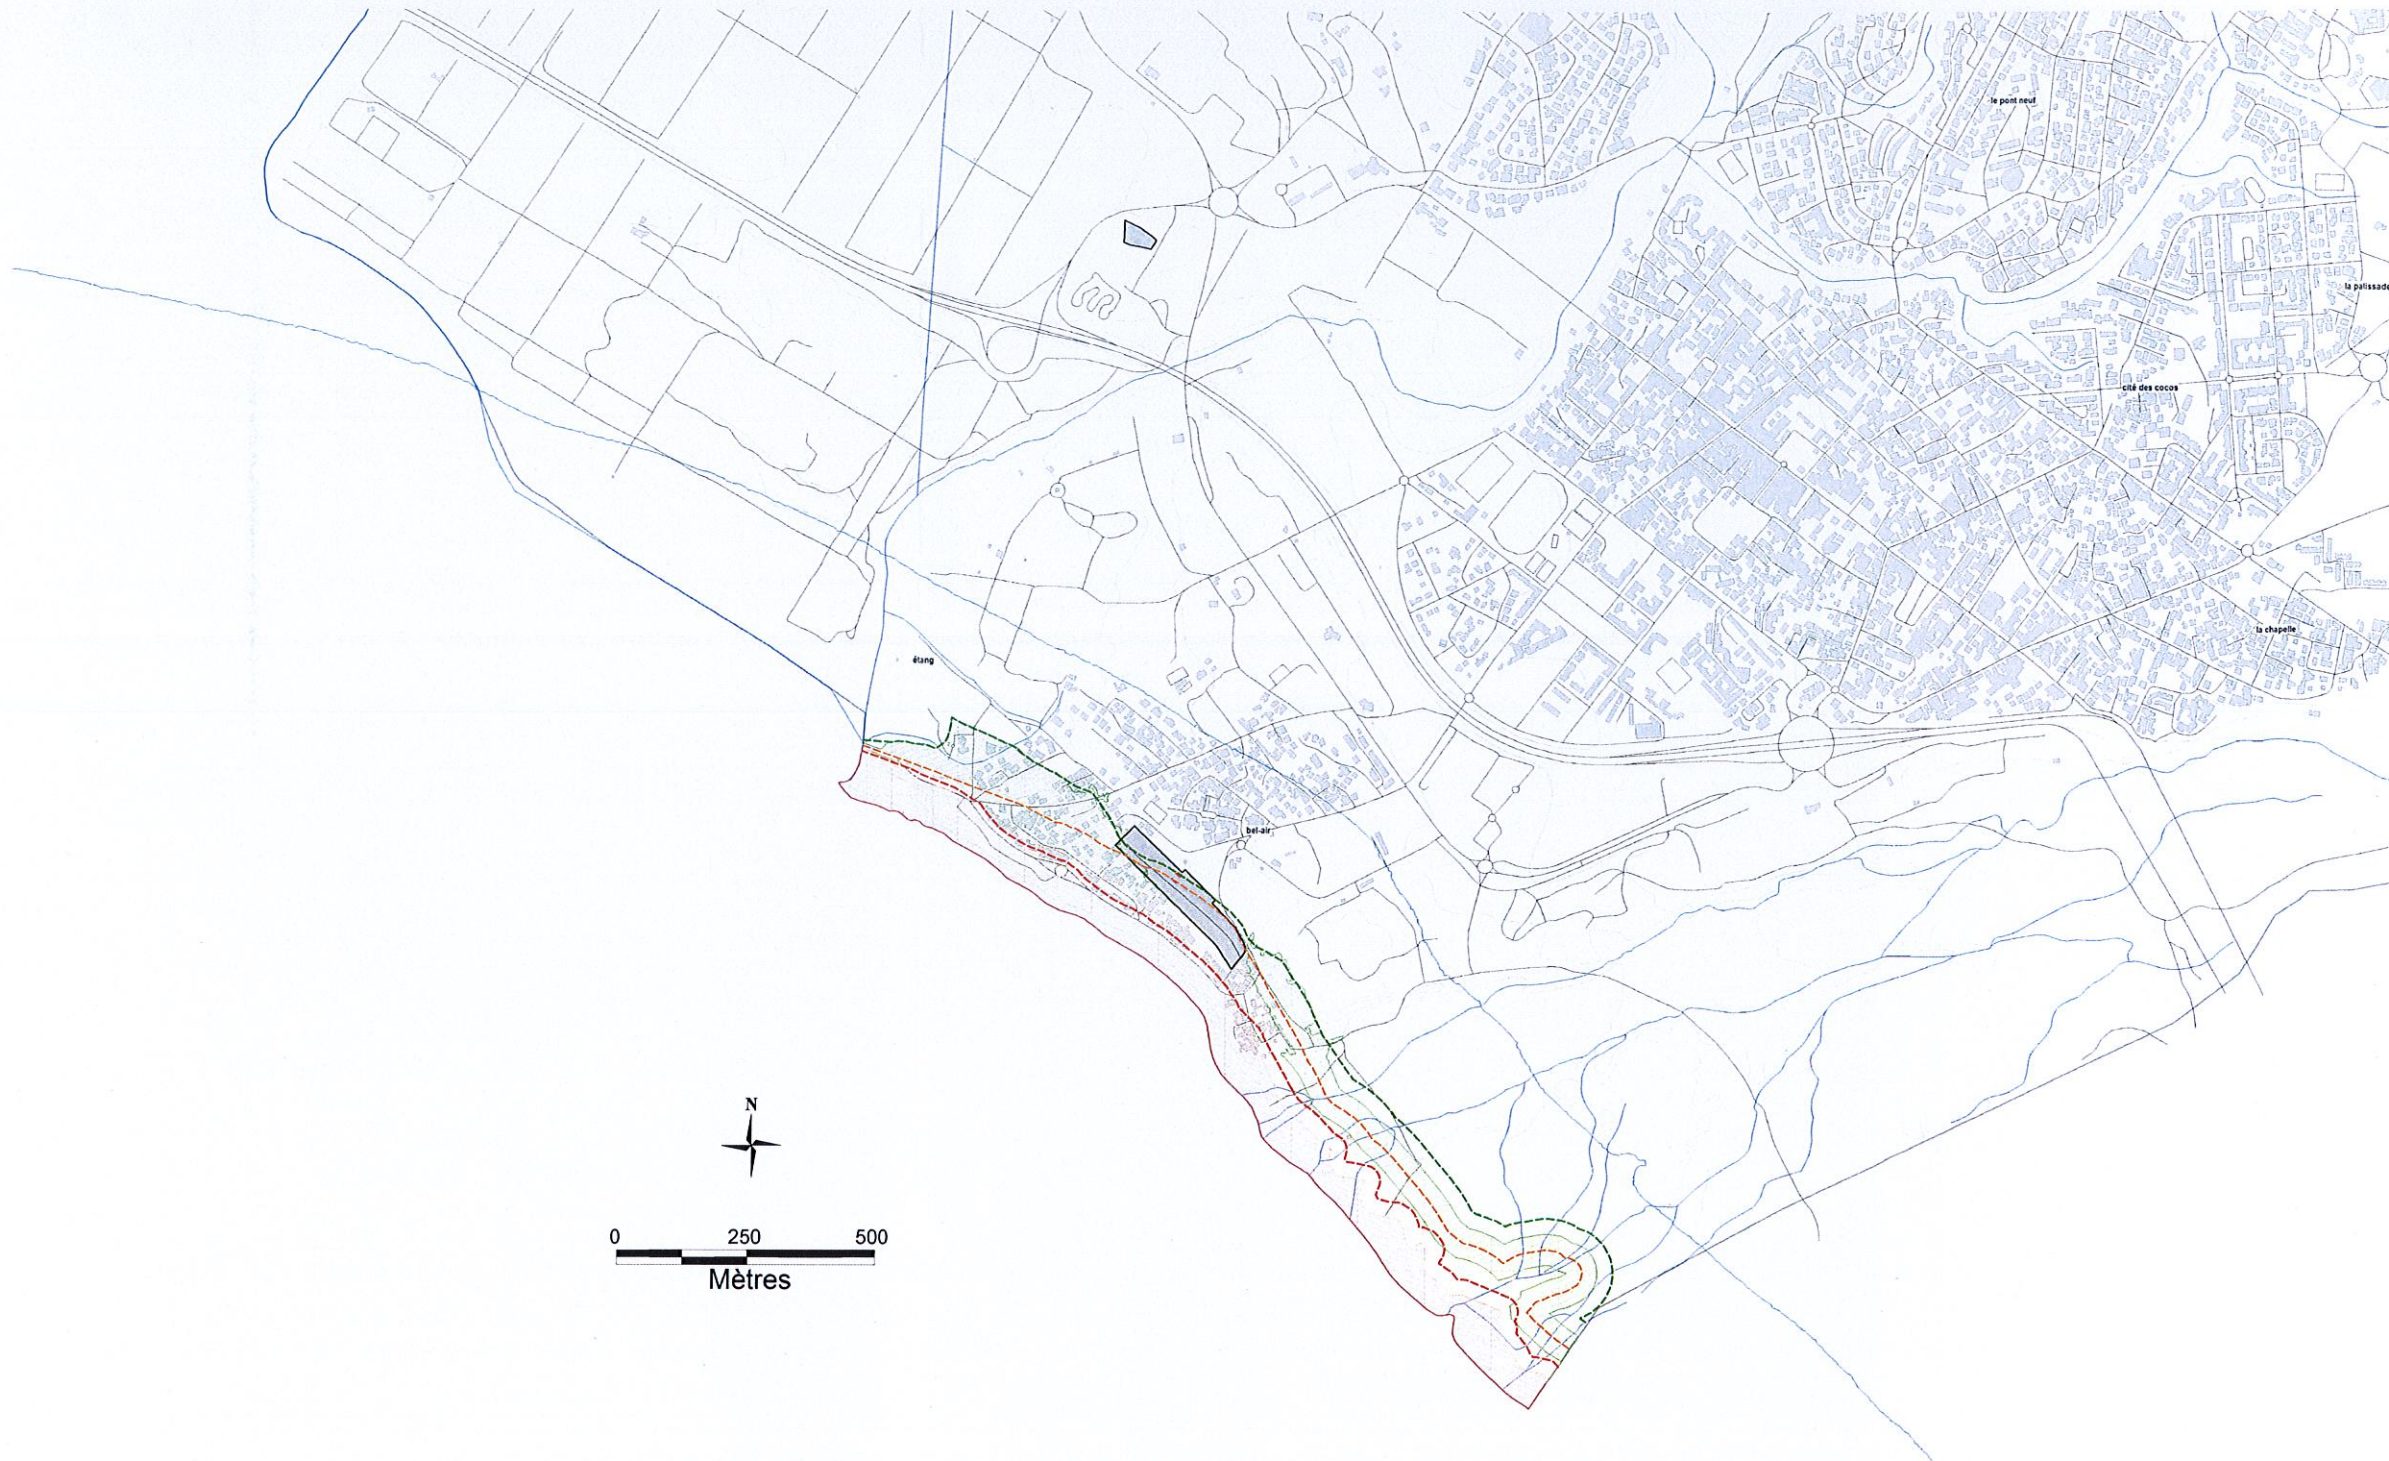 le pont neuf
la palissade
cité des cocos
la chapelle
étang
bel-air
N
0 250 500
Mètres